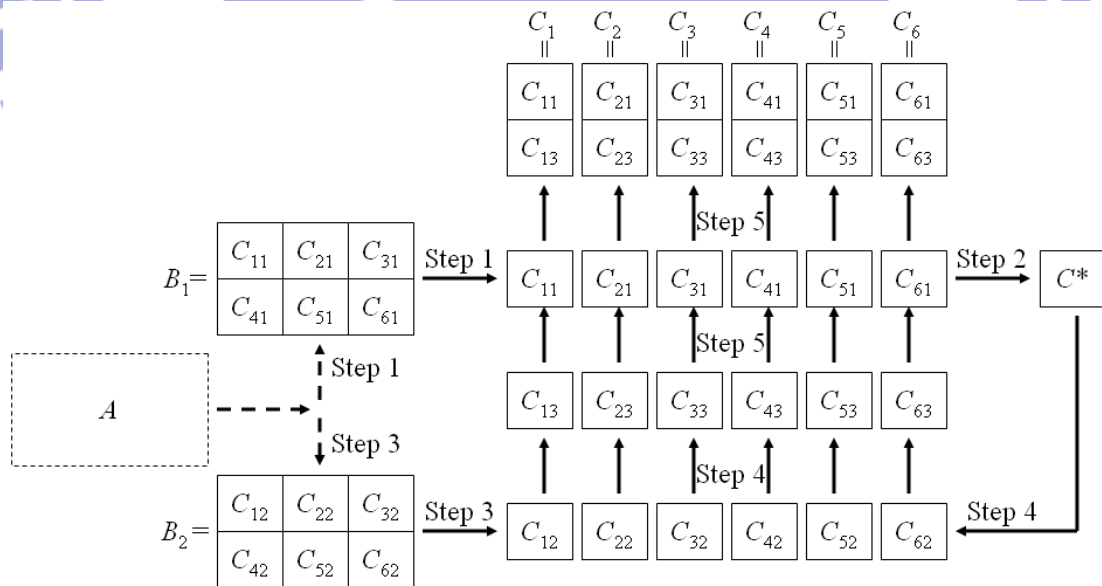 C1 C2 C3 C4 C5 C6
= = = = = =
C11 C21 C31 C41 C51 C61
C13 C23 C33 C43 C53 C63
Step 5
B1= C11 C21 C31 Step 1 C11 C21 C31 C41 C51 C61 Step 2 C*
C41 C51 C61
Step 5
Step 1
A
C13 C23 C33 C43 C53 C63
Step 3
Step 4
B2= C12 C22 C32 Step 3 C12 C22 C32 C42 C52 C62 Step 4
C42 C52 C62